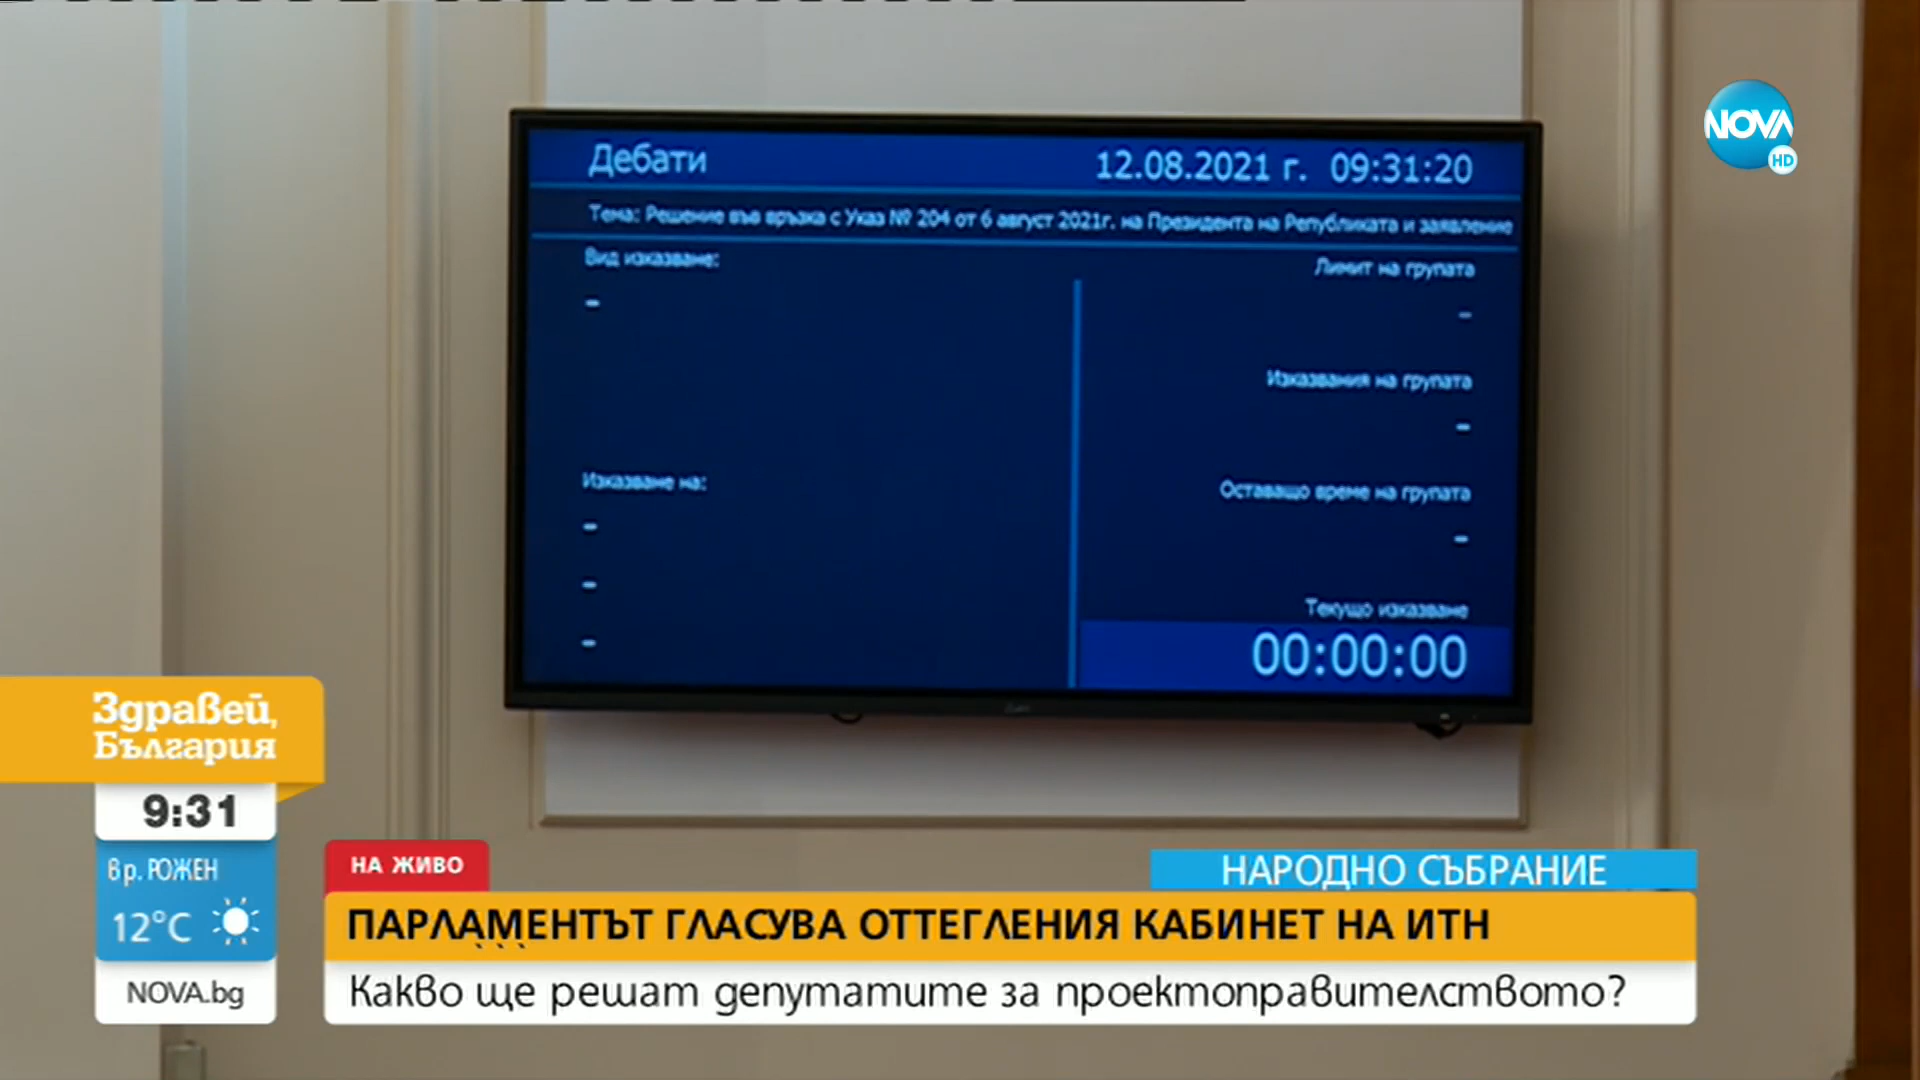 NOVA
HD
Дебати
12.08.2021 г. 09:31:20
Тема: Решение във връзка с Указ № 204 от 6 август 2021г. на Президента на Републиката и заявление
Вид изказване:
-
Лимит на групата
-
Изказвания на групата
-
Изказване на:
-
-
-
Оставащо време на групата
-
Текущо изказване
00:00:00
Здравей,
България
9:31
в р. РОЖЕН
12°C
NOVA.bg
НА ЖИВО
НАРОДНО СЪБРАНИЕ
ПАРЛАМЕНТЪТ ГЛАСУВА ОТТЕГЛЕНИЯ КАБИНЕТ НА ИТН
Какво ще решат депутатите за проектоправителството?